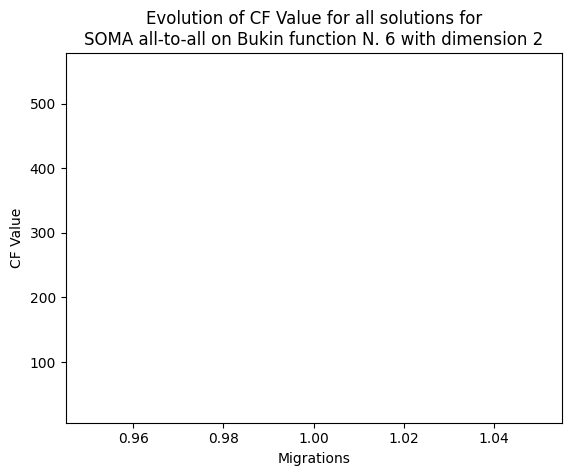 Evolution of CF Value for all solutions for
SOMA all-to-all on Bukin function N. 6 with dimension 2
500
400
300
200
100
CF Value
0.96 0.98 1.00 1.02 1.04
Migrations